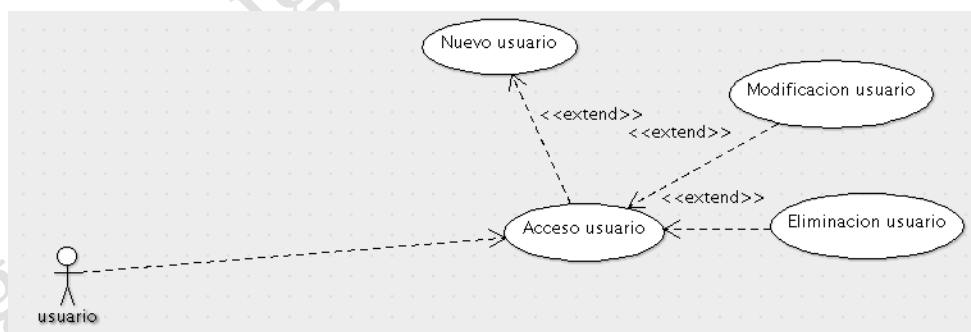 Nuevo usuario
Modificacion usuario
<<extend>>
<<extend>>
<<extend>>
Acceso usuario
Eliminacion usuario
usuario